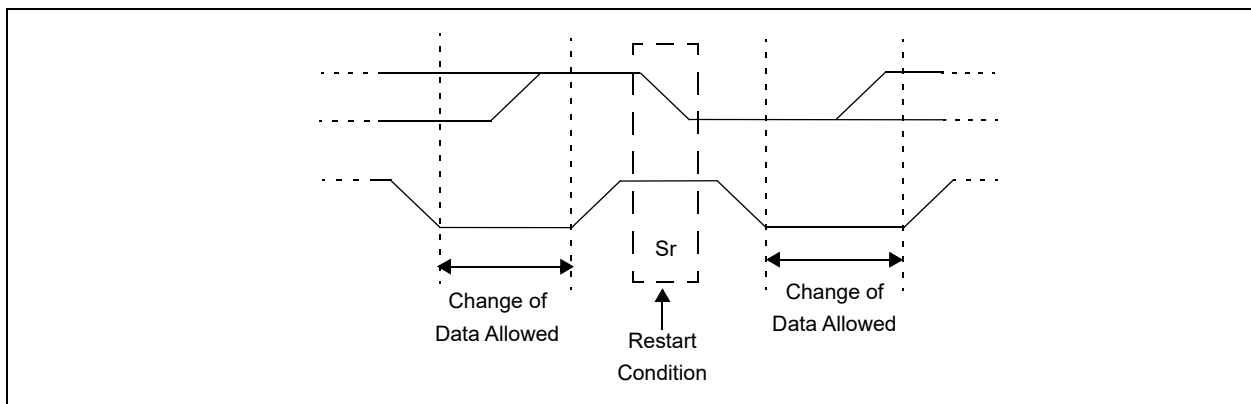 Sr
Change of
Data Allowed
Restart
Condition
Change of
Data Allowed